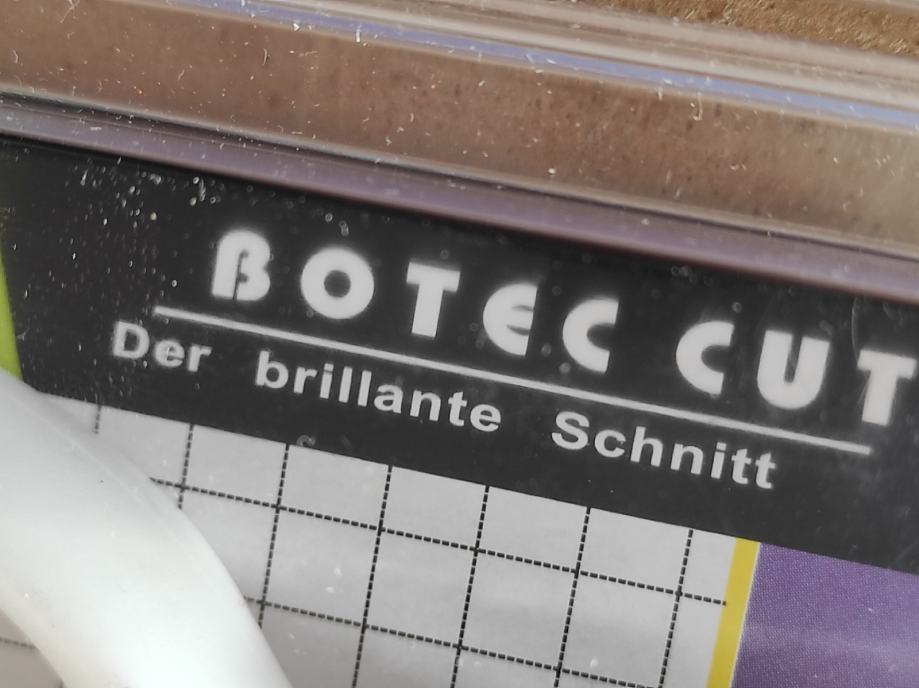 BOTEC CUT
Der brillante Schnitt